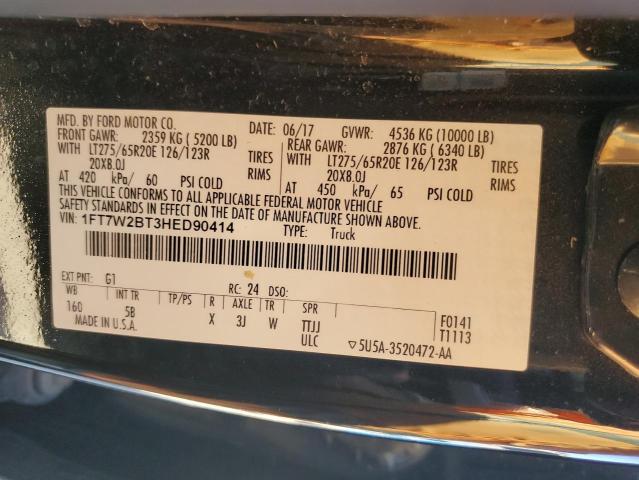 MFD. BY FORD MOTOR CO.
DATE: 06/17 GVWR: 4536 KG (10000 LB)
FRONT GAWR: 2359 KG ( 5200 LB) REAR GAWR: 2876 KG ( 6340 LB)
WITH LT275/65R20E 126/123R TIRES WITH LT275/65R20E 126/123R TIRES
20X8.0J RIMS 20X8.0J RIMS
AT 420 kPa/ 60 PSI COLD AT 450 kPa/ 65 PSI COLD
THIS VEHICLE CONFORMS TO ALL APPLICABLE FEDERAL MOTOR VEHICLE
SAFETY STANDARDS IN EFFECT ON THE DATE OF MANUFACTURE SHOWN ABOVE.
VIN: 1FT7W2BT3HED90414 TYPE: Truck
EXT PNT: G1 RC: 24 DSO:
WB INT TR TP/PS R AXLE TR SPR
160 5B X 3J W TTJJ F0141
MADE IN U.S.A. ULC T1113
▽5U5A-3520472-AA